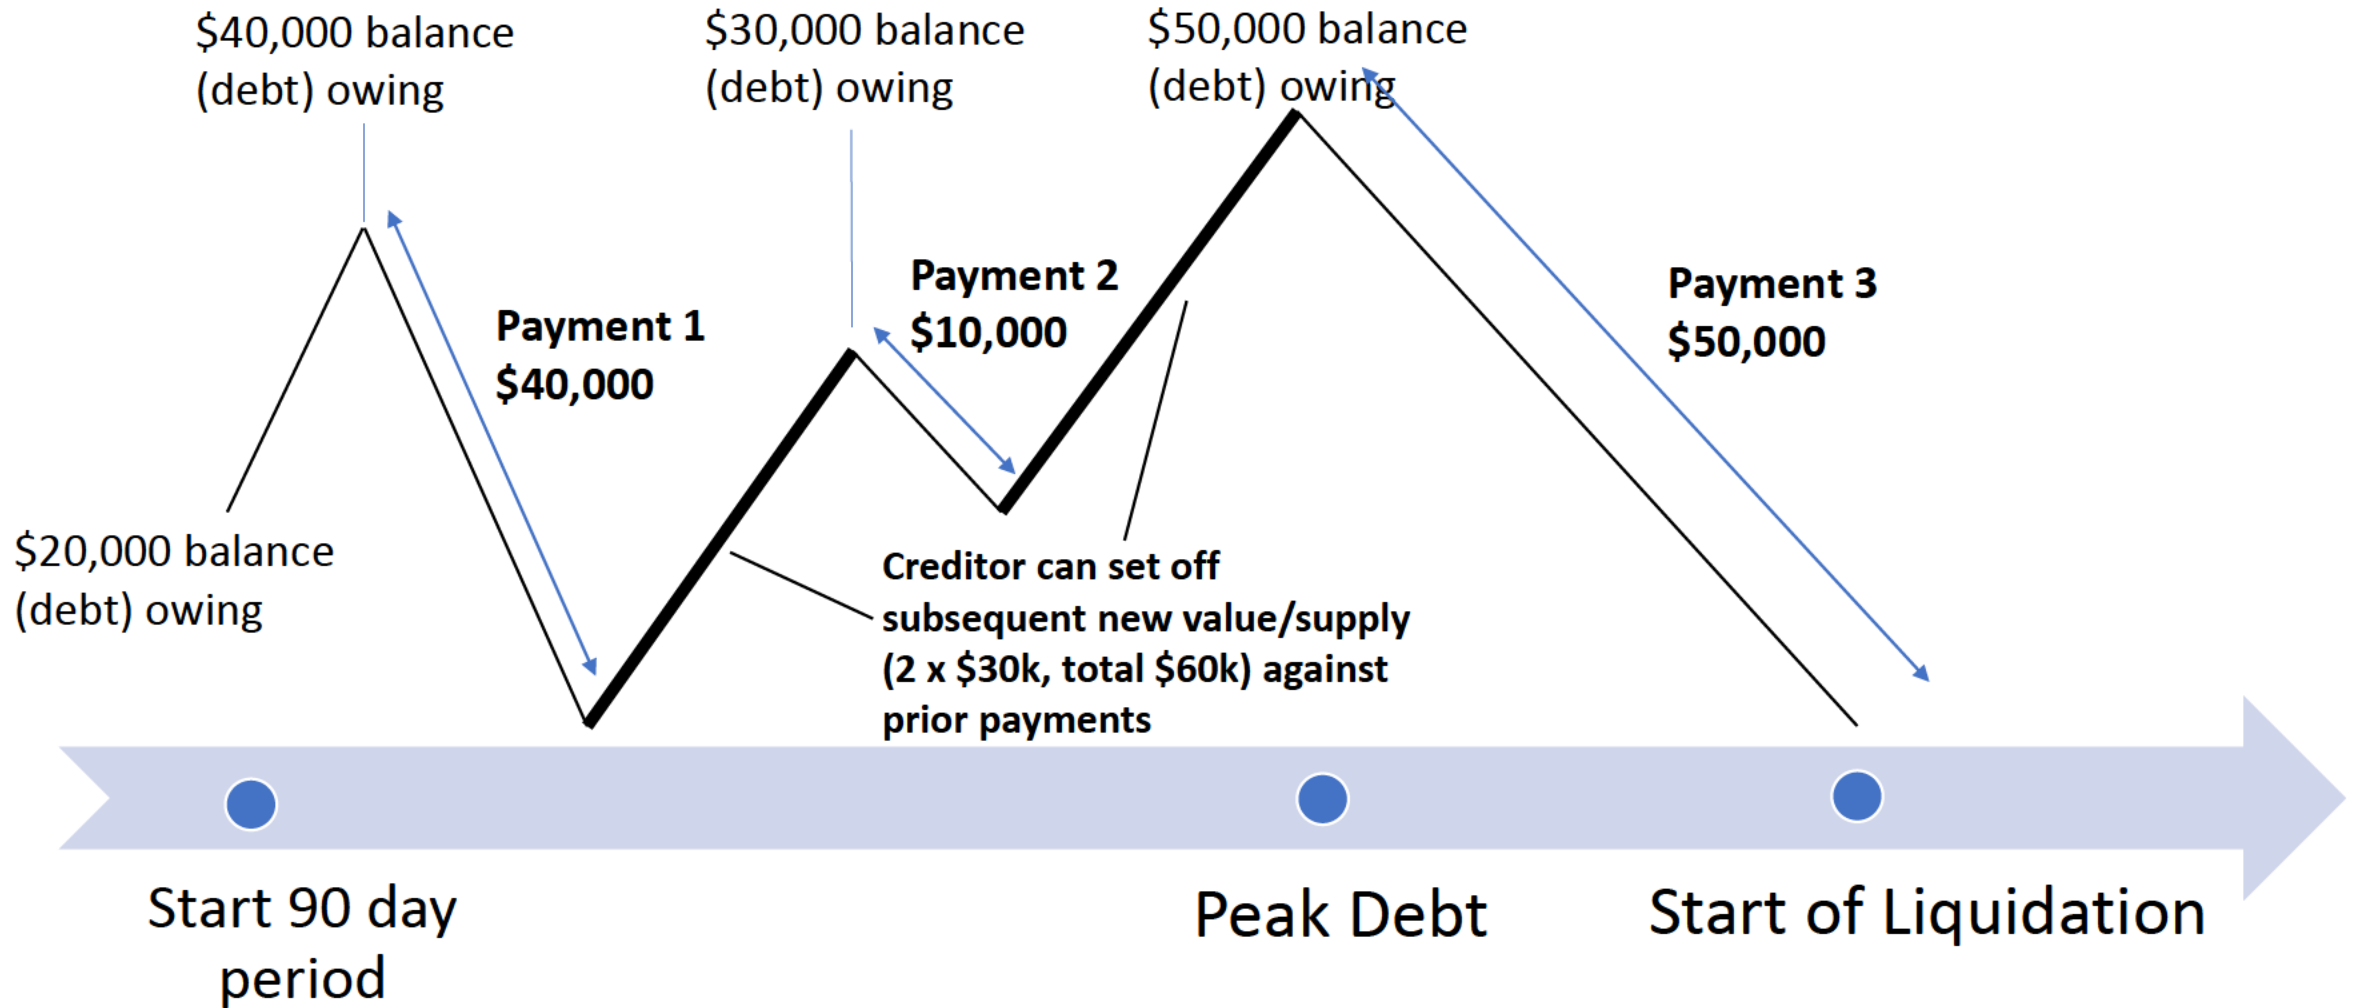 $40,000 balance
(debt) owing
$30,000 balance
(debt) owing
$50,000 balance
(debt) owing
Payment 1
$40,000
Payment 2
$10,000
Payment 3
$50,000
$20,000 balance
(debt) owing
Creditor can set off
subsequent new value/supply
(2 x $30k, total $60k) against
prior payments
Start 90 day
period
Peak Debt
Start of Liquidation